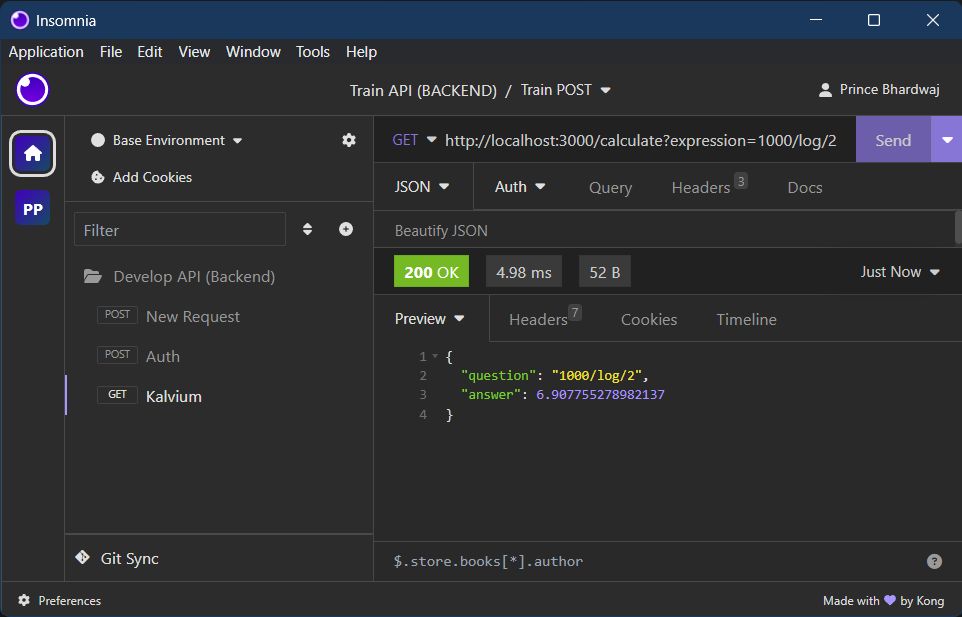 Insomnia
Application File Edit View Window Tools Help
Train API (BACKEND) / Train POST
Prince Bhardwaj
Base Environment
GET http://localhost:3000/calculate?expression=1000/log/2 Send
Add Cookies
PP
JSON Auth Query Headers 3 Docs
Filter
Beautify JSON
Develop API (Backend)
200 OK 4.98 ms 52 B Just Now
POST New Request
Preview Headers 7 Cookies Timeline
POST Auth
GET Kalvium
1 {
2 "question": "1000/log/2",
3 "answer": 6.907755278982137
4 }
Git Sync
$.store.books[*].author
?
Preferences
Made with 💜 by Kong